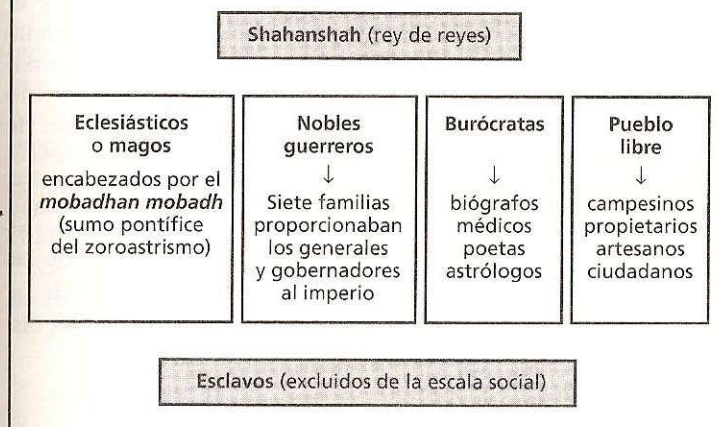 Shahanshah (rey de reyes)
Eclesiásticos
o magos
encabezados por el
mobadhan mobadh
(sumo pontífice
del zoroastrismo)
Nobles
guerreros
↓
Siete familias
proporcionaban
los generales
y gobernadores
al imperio
Burócratas
↓
biógrafos
médicos
poetas
astrólogos
Pueblo
libre
↓
campesinos
propietarios
artesanos
ciudadanos
Esclavos (excluidos de la escala social)